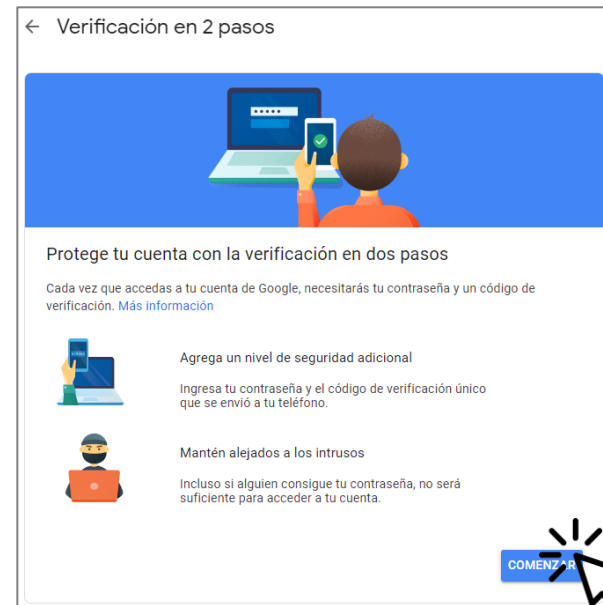 Verificación en 2 pasos
Protege tu cuenta con la verificación en dos pasos
Cada vez que accedas a tu cuenta de Google, necesitarás tu contraseña y un código de
verificación. Más información
Agrega un nivel de seguridad adicional
Ingresa tu contraseña y el código de verificación único
que se envió a tu teléfono.
Mantén alejados a los intrusos
Incluso si alguien consigue tu contraseña, no será
suficiente para acceder a tu cuenta.
COMENZAR